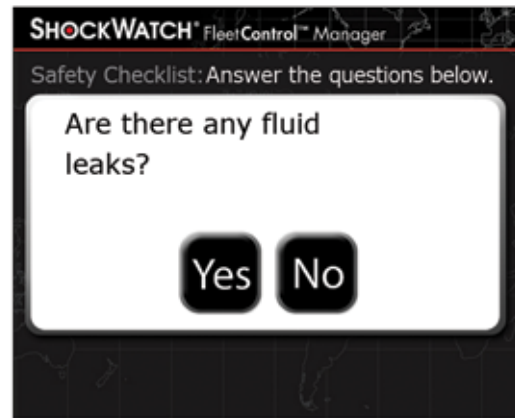 SHOCKWATCH® FleetControl™ Manager
Safety Checklist: Answer the questions below.
Are there any fluid
leaks?
Yes No